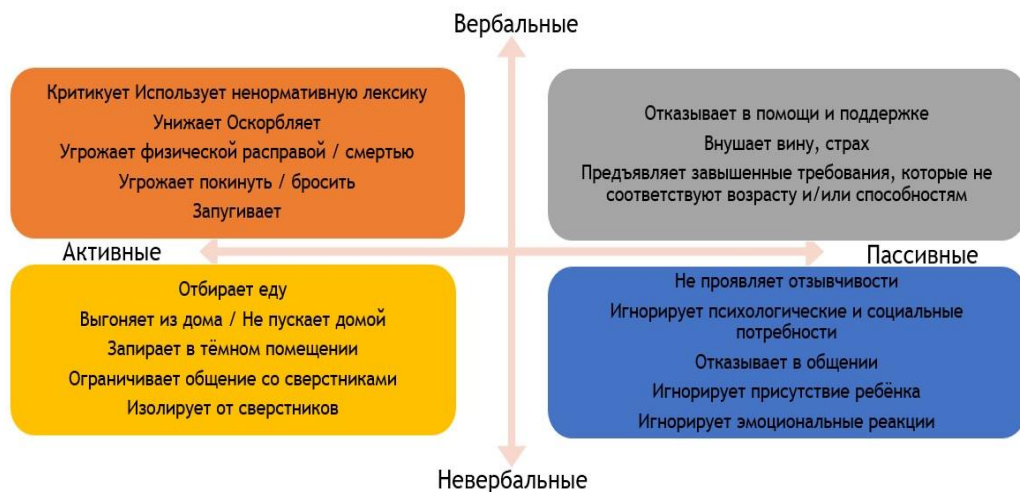 Вербальные
Критикует Использует ненормативную лексику
Унижает Оскорбляет
Угрожает физической расправой / смертью
Угрожает покинуть / бросить
Запугивает
Отказывает в помощи и поддержке
Внушает вину, страх
Предъявляет завышенные требования, которые не
соответствуют возрасту и/или способностям
Активные
Пассивные
Отбирает еду
Выгоняет из дома / Не пускает домой
Запирает в тёмном помещении
Ограничивает общение со сверстниками
Изолирует от сверстников
Не проявляет отзывчивости
Игнорирует психологические и социальные
потребности
Отказывает в общении
Игнорирует присутствие ребёнка
Игнорирует эмоциональные реакции
Невербальные